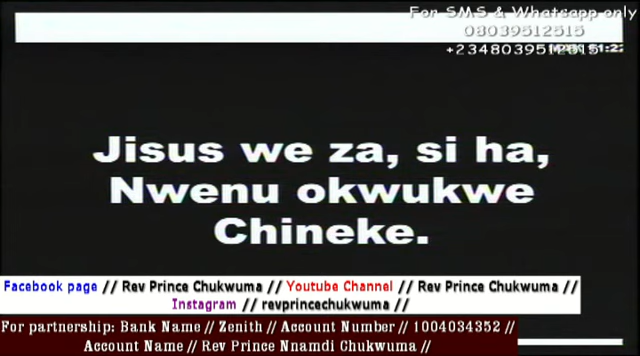 For SMS & Whatsapp only
08039512515
+2348039512515
Jisus we za, si ha,
Nwenu okwukwe
Chineke.
Facebook page // Rev Prince Chukwuma // Youtube Channel // Rev Prince Chukwuma //
Instagram // revprincechukwuma //
For partnership: Bank Name // Zenith // Account Number // 1004034352 //
Account Name // Rev Prince Nnamdi Chukwuma //